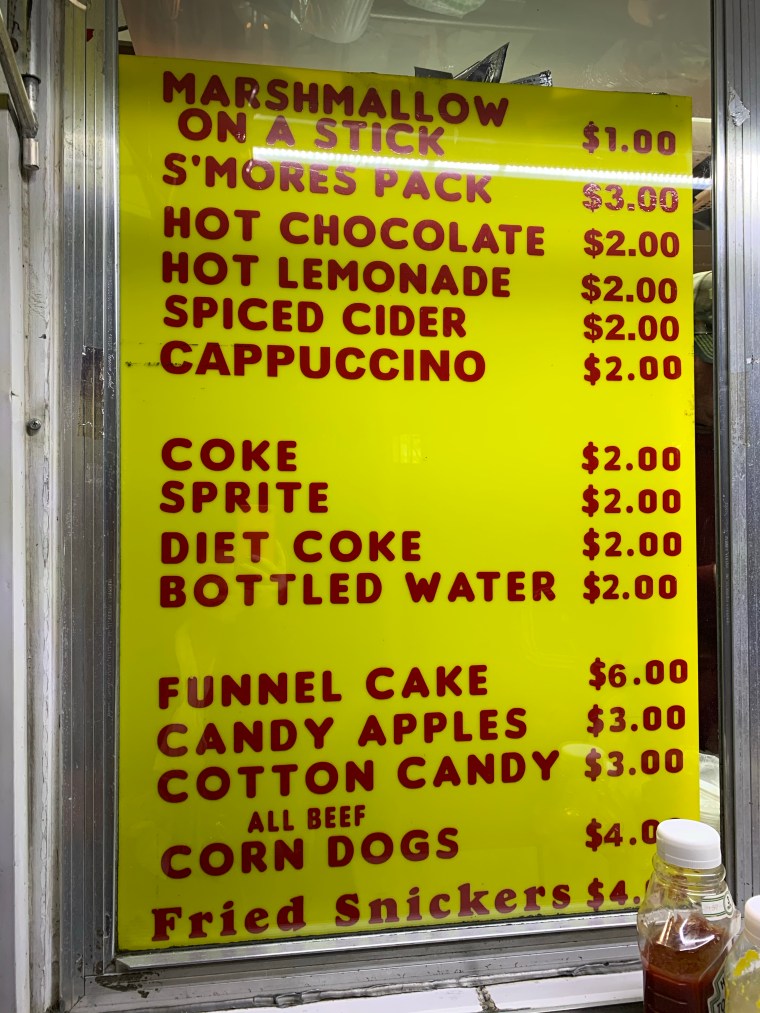 MARSHMALLOW
ON A STICK $1.00
S'MORES PACK $3.00
HOT CHOCOLATE $2.00
HOT LEMONADE $2.00
SPICED CIDER $2.00
CAPPUCCINO $2.00
COKE $2.00
SPRITE $2.00
DIET COKE $2.00
BOTTLED WATER $2.00
FUNNEL CAKE $6.00
CANDY APPLES $3.00
COTTON CANDY $3.00
ALL BEEF
CORN DOGS $4.0
Fried Snickers $4.